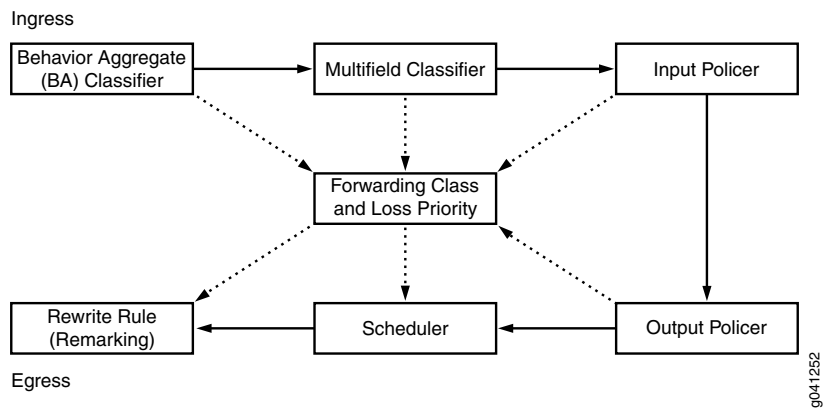 Ingress
Behavior Aggregate
(BA) Classifier
Multifield Classifier
Input Policer
Forwarding Class
and Loss Priority
Rewrite Rule
(Remarking)
Scheduler
Output Policer
Egress
g041252